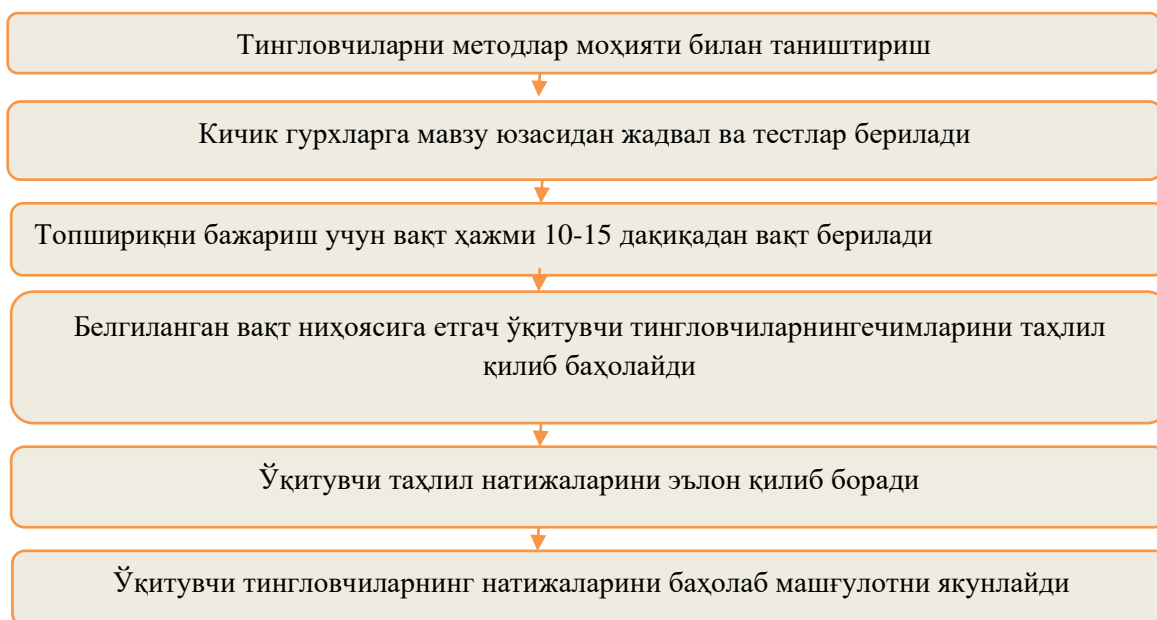 Тингловчиларни методлар моҳияти билан таништириш
Кичик гурхларга мавзу юзасидан жадвал ва тестлар берилади
Топшириқни бажариш учун вақт ҳажми 10-15 дақиқадан вақт берилади
Белгиланган вақт ниҳоясига етгач ўқитувчи тингловчиларнингечимларини таҳлил
қилиб баҳолайди
Ўқитувчи таҳлил натижаларини эълон қилиб боради
Ўқитувчи тингловчиларнинг натижаларини баҳолаб машғулотни якунлайди